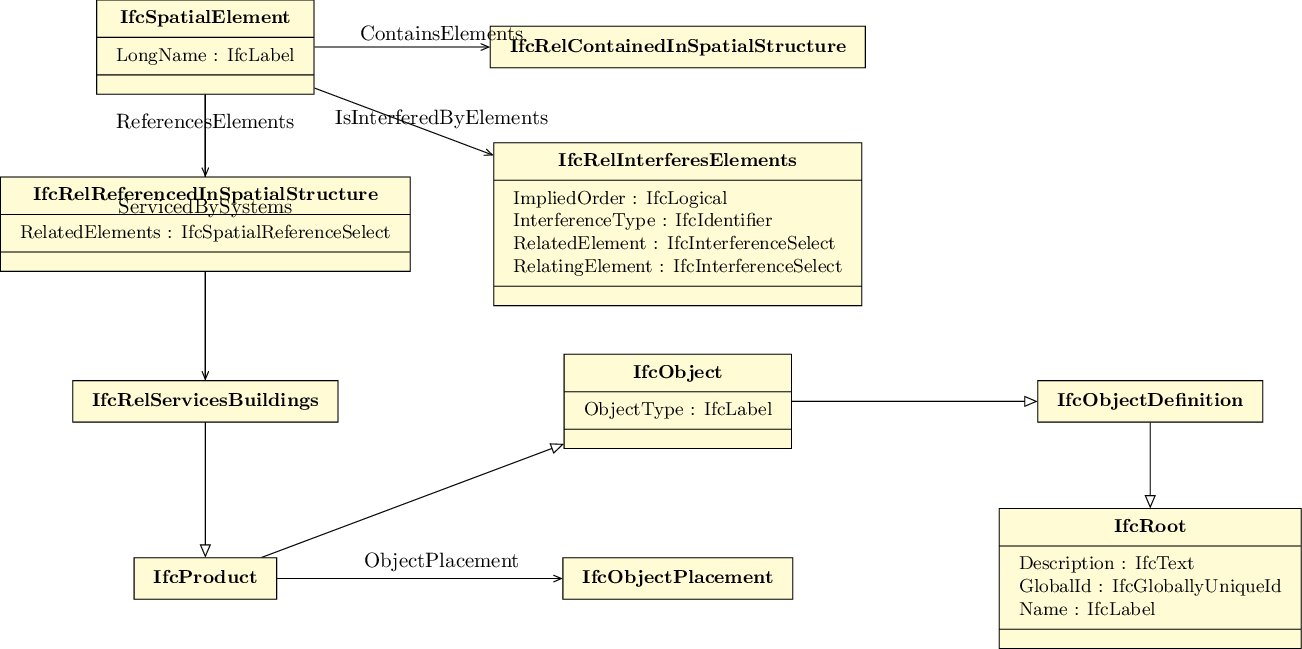 IfcSpatialElement
LongName : IfcLabel
ContainsElements
IfcRelContainedInSpatialStructure
ReferencesElements
IsInterferedByElements
IfcRelInterferesElements
ImpliedOrder : IfcLogical
InterferenceType : IfcIdentifier
RelatedElement : IfcInterferenceSelect
RelatingElement : IfcInterferenceSelect
IfcRelReferencedInSpatialStructure
ServicedBySystems
RelatedElements : IfcSpatialReferenceSelect
IfcRelServicesBuildings
IfcObject
ObjectType : IfcLabel
IfcObjectDefinition
IfcProduct
ObjectPlacement
IfcObjectPlacement
IfcRoot
Description : IfcText
GlobalId : IfcGloballyUniqueId
Name : IfcLabel